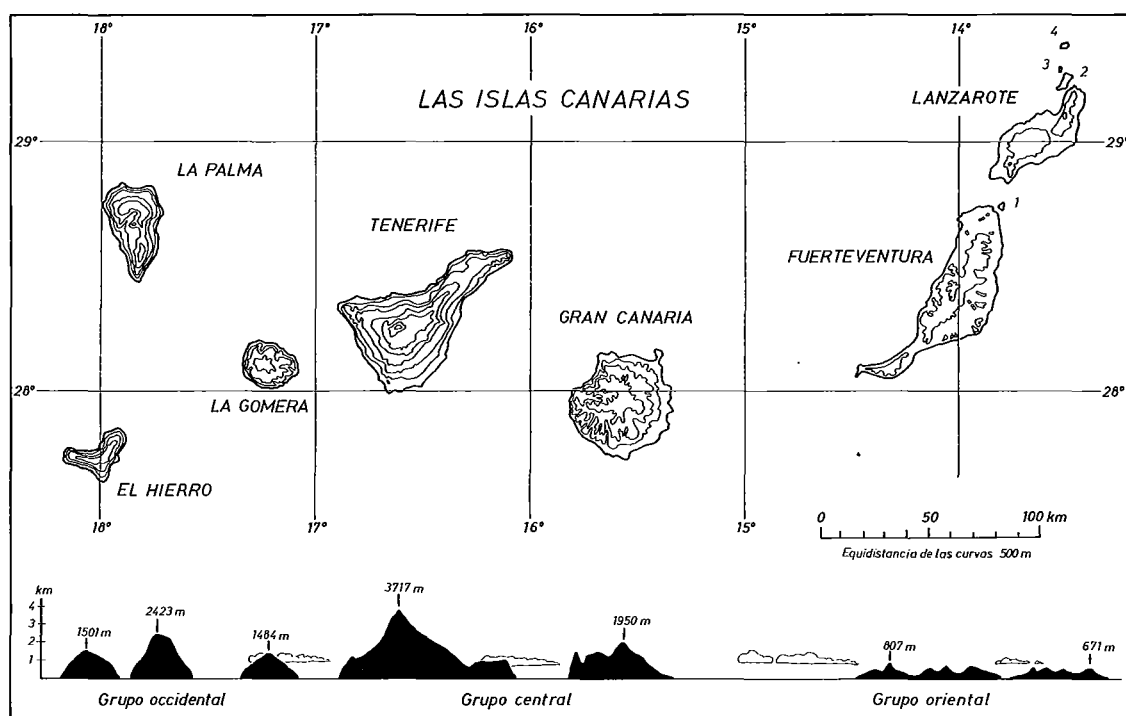 18°
17°
16°
15°
14°
4
3
2
LAS ISLAS CANARIAS
LANZAROTE
29°
29°
LA PALMA
1
TENERIFE
FUERTEVENTURA
GRAN CANARIA
28°
28°
LA GOMERA
EL HIERRO
18°
17°
16°
15°
0 50 100 km
Equidistancia de las curvas 500 m
km
4
3
2
1
1501 m
2423 m
1484 m
3717 m
1950 m
807 m
671 m
Grupo occidental
Grupo central
Grupo oriental